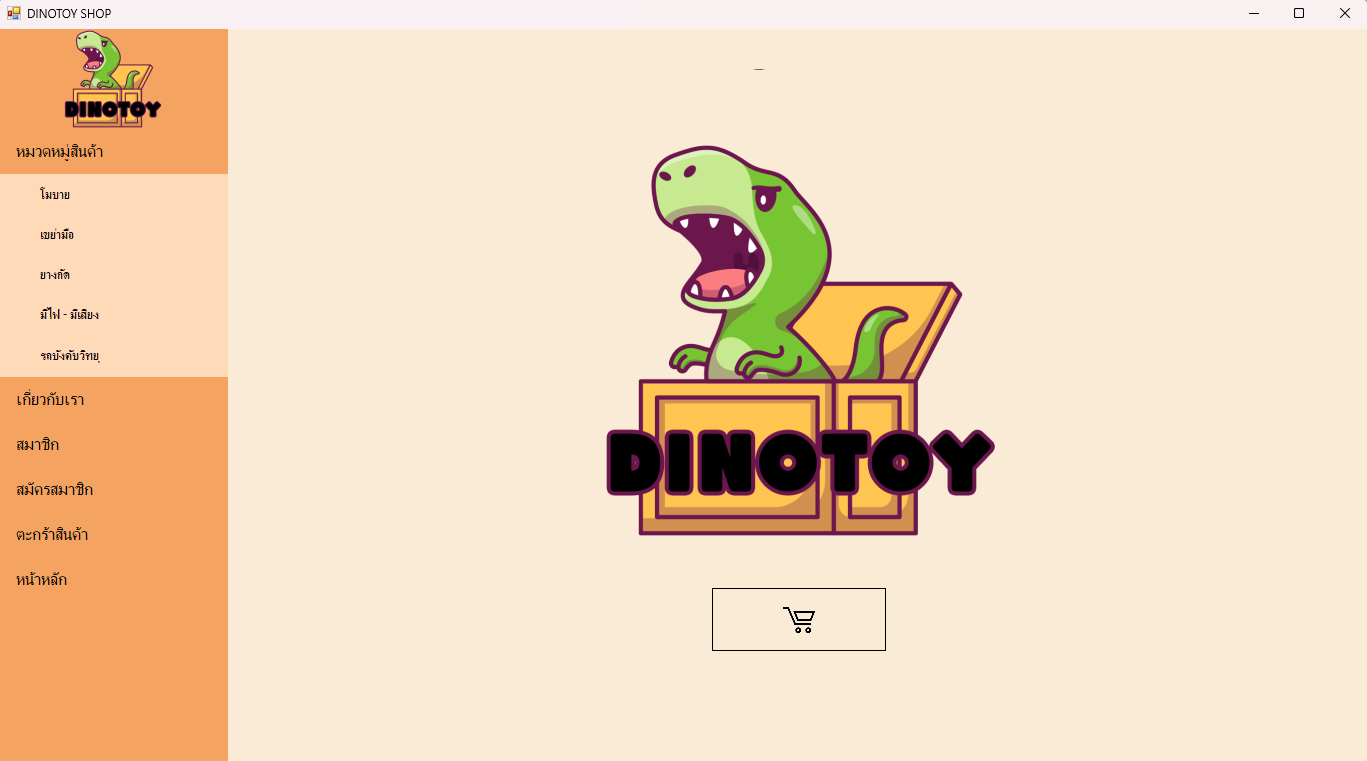 DINOTOY SHOP
DINOTOY
หมวดหมู่สินค้า
โมบาย
เขย่ามือ
ยางกัด
มีไฟ - มีเสียง
รถบังคับวิทยุ
เกี่ยวกับเรา
สมาชิก
สมัครสมาชิก
ตะกร้าสินค้า
หน้าหลัก
DINOTOY